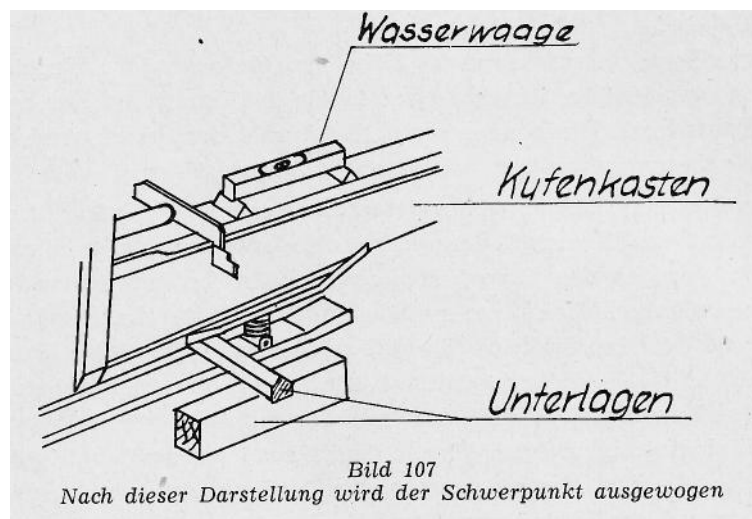 Wasserwaage
Kufenkasten
Unterlagen
Bild 107
Nach dieser Darstellung wird der Schwerpunkt ausgewogen